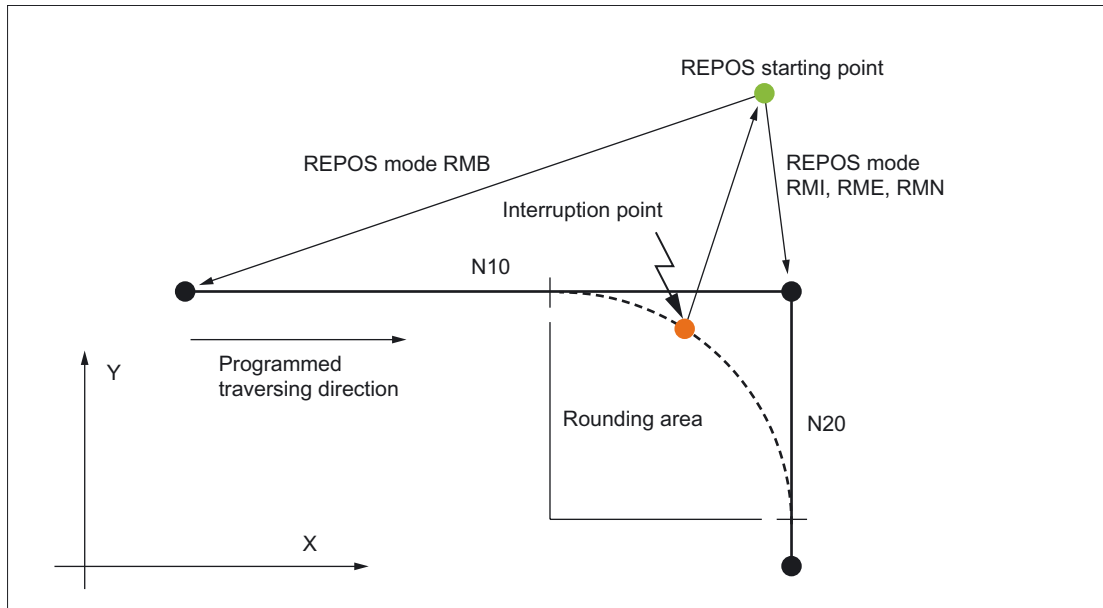 REPOS starting point
REPOS mode RMB
REPOS mode
RMI, RME, RMN
Interruption point
N10
Programmed
traversing direction
Y
Rounding area
N20
X